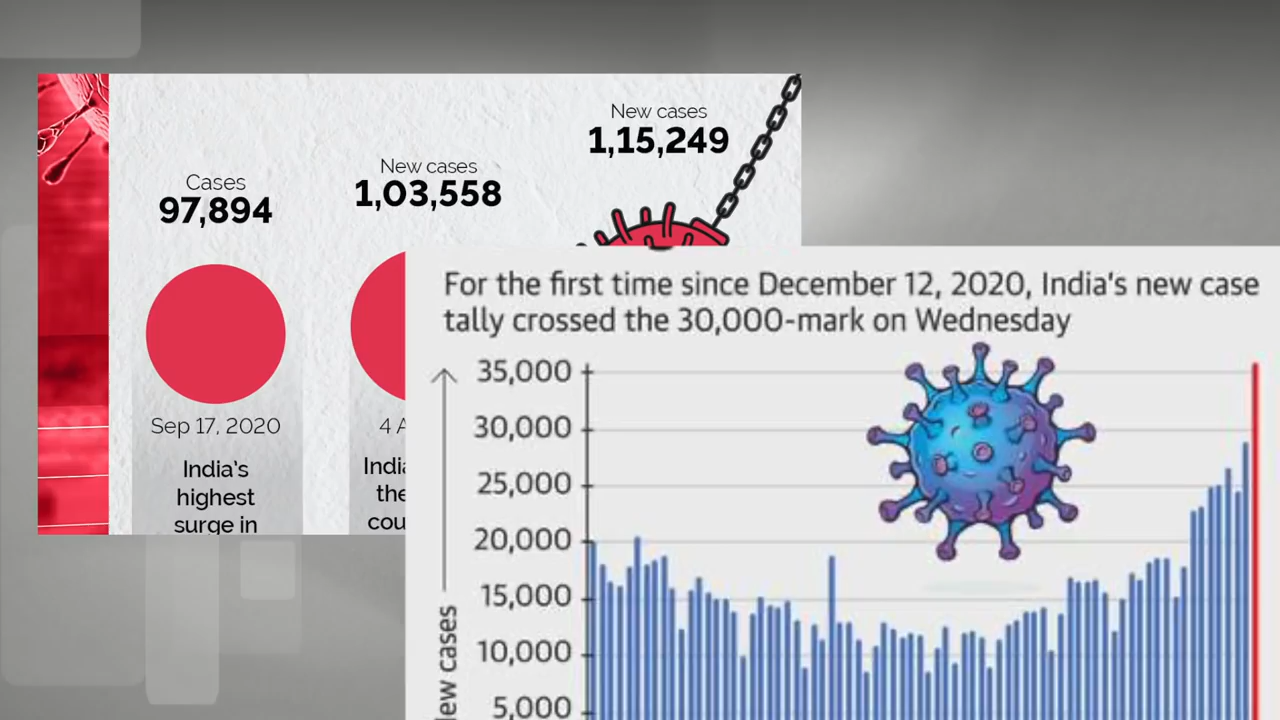 Cases
97,894
New cases
1,03,558
New cases
1,15,249
Sep 17, 2020
India's
highest
surge in
4
For the first time since December 12, 2020, India's new case
tally crossed the 30,000-mark on Wednesday
35,000
30,000
25,000
20,000
15,000
10,000
5,000
cases